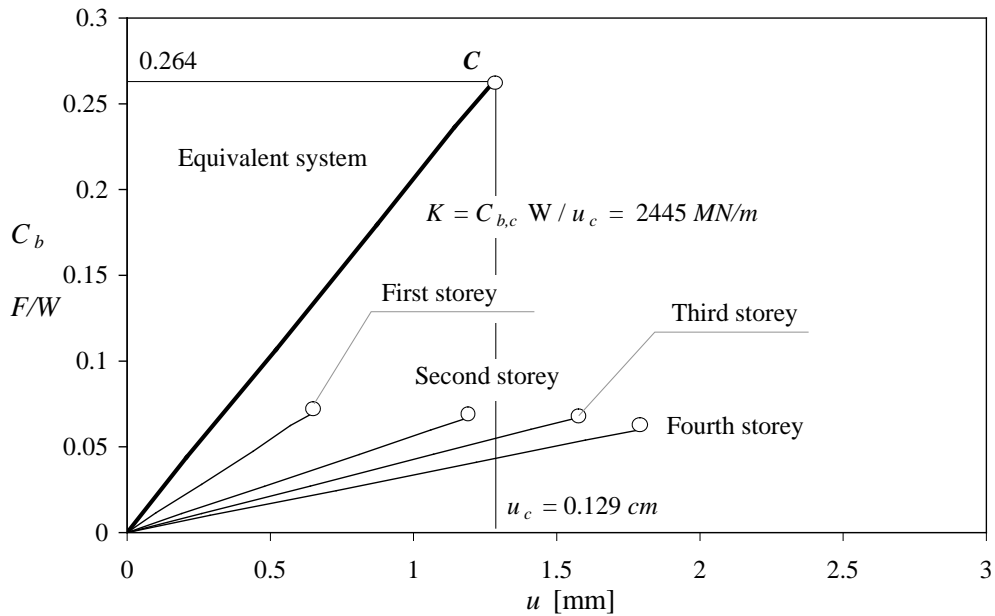 0.3
0.264
C
0.25
Equivalent system
0.2
K = C b,c W / u c = 2445 MN/m
C b
0.15
F/W
First storey
Third storey
0.1
Second storey
Fourth storey
0.05
u c = 0.129 cm
0
0 0.5 1 1.5 2 2.5 3
u [mm]